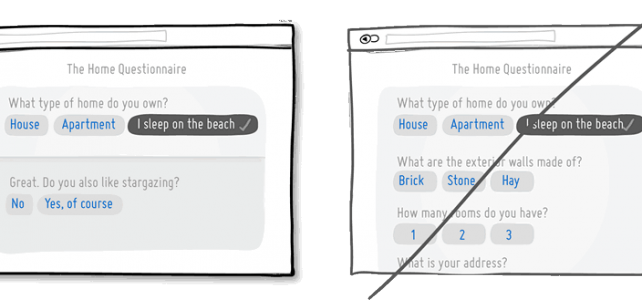 The Home Questionnaire
What type of home do you own?
House Apartment I sleep on the beach
Great. Do you also like stargazing?
No Yes, of course
The Home Questionnaire
What type of home do you own?
House Apartment I sleep on the beach
What are the exterior walls made of?
Brick Stone Hay
How many rooms do you have?
1 2 3
What is your address?